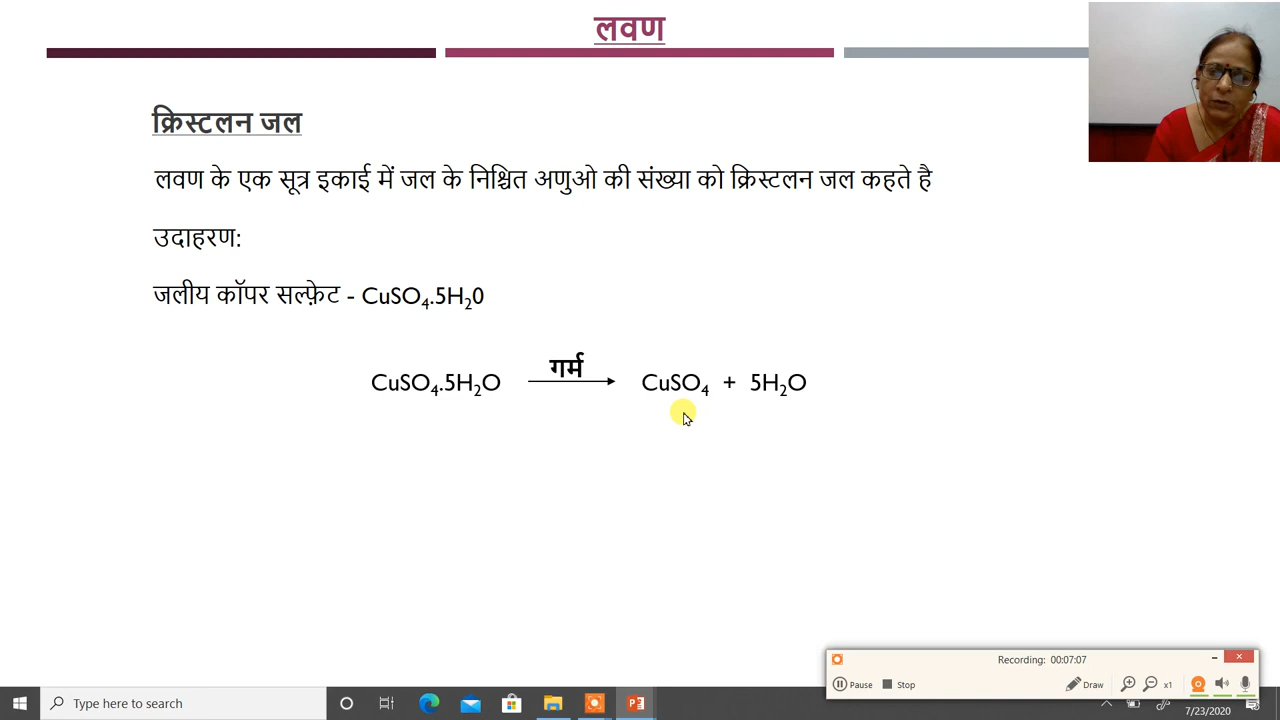 लवण
क्रिस्टलन जल
लवण के एक सूत्र इकाई में जल के निश्चित अणुओ की संख्या को क्रिस्टलन जल कहते है
उदाहरण:
जलीय कॉपर सल्फ़ेट - CuSO₄.5H₂0
गर्म
CuSO₄.5H₂O → CuSO₄ + 5H₂O
Recording: 00:07:07
Pause Stop Draw x1
Type here to search
7/23/2020